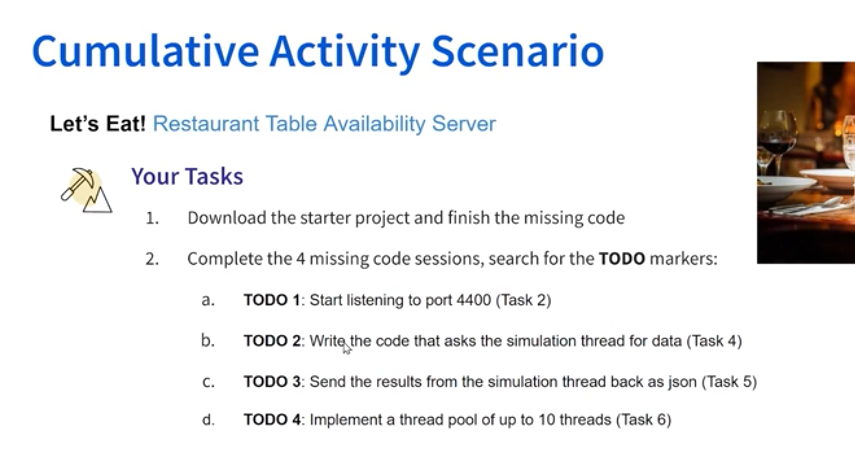 Cumulative Activity Scenario
Let's Eat! Restaurant Table Availability Server
Your Tasks
1. Download the starter project and finish the missing code
2. Complete the 4 missing code sessions, search for the TODO markers:
a. TODO 1: Start listening to port 4400 (Task 2)
b. TODO 2: Write the code that asks the simulation thread for data (Task 4)
c. TODO 3: Send the results from the simulation thread back as json (Task 5)
d. TODO 4: Implement a thread pool of up to 10 threads (Task 6)